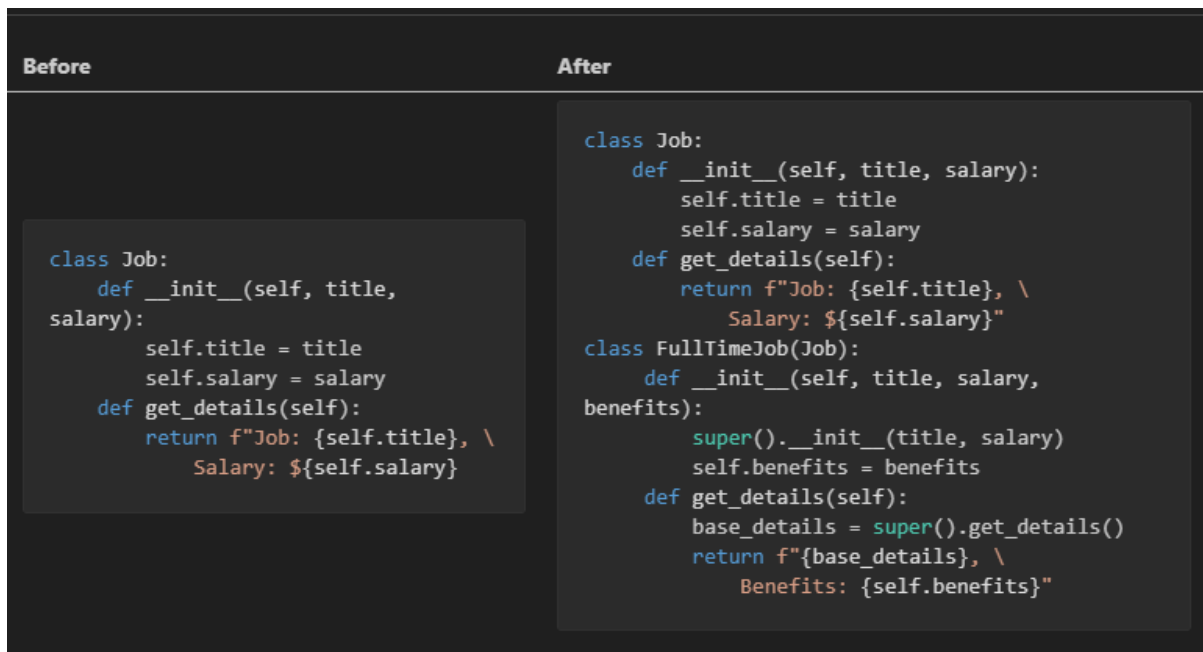 Before
After
class Job:
    def __init__(self, title,
salary):
        self.title = title
        self.salary = salary
    def get_details(self):
        return f"Job: {self.title}, \
            Salary: ${self.salary}
class Job:
    def __init__(self, title, salary):
        self.title = title
        self.salary = salary
    def get_details(self):
        return f"Job: {self.title}, \
            Salary: ${self.salary}"
class FullTimeJob(Job):
     def __init__(self, title, salary,
benefits):
         super().__init__(title, salary)
         self.benefits = benefits
     def get_details(self):
         base_details = super().get_details()
         return f"{base_details}, \
             Benefits: {self.benefits}"